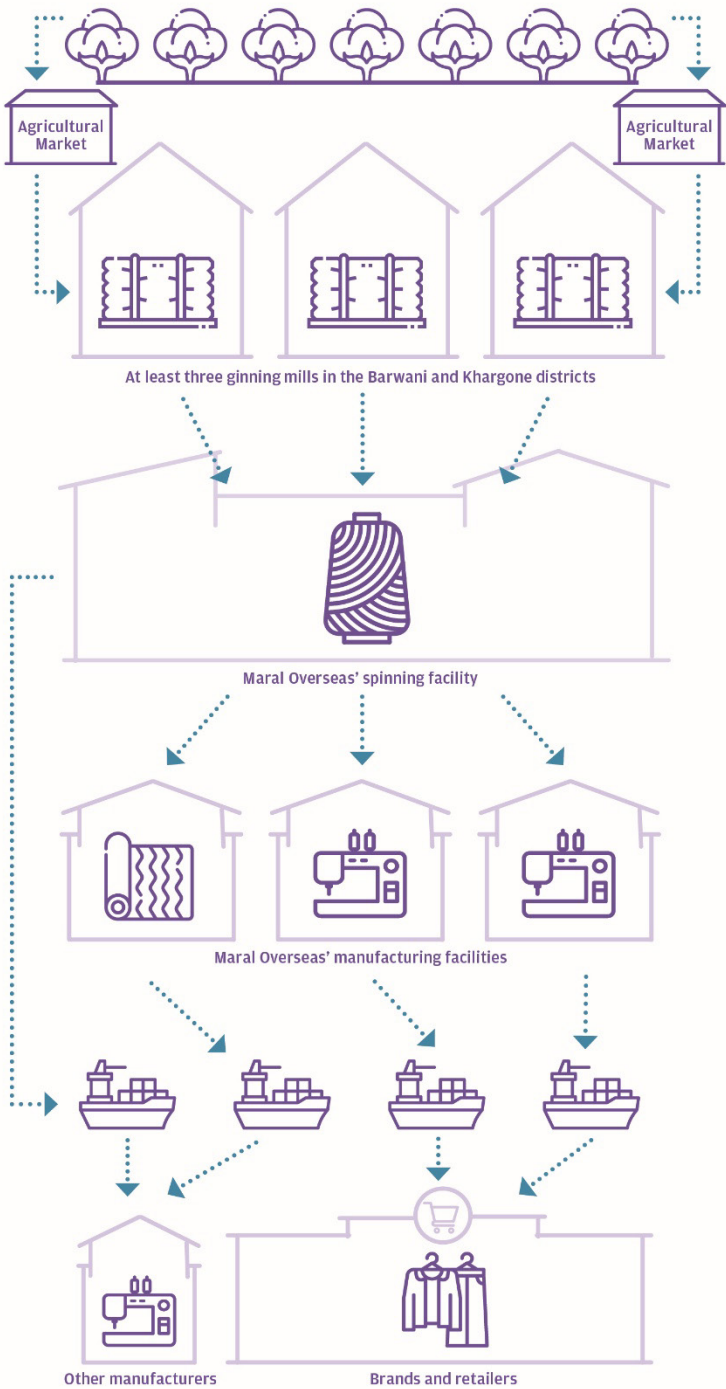 Agricultural
Market
Agricultural
Market
At least three ginning mills in the Barwani and Khargone districts
Maral Overseas’ spinning facility
Maral Overseas’ manufacturing facilities
Other manufacturers
Brands and retailers